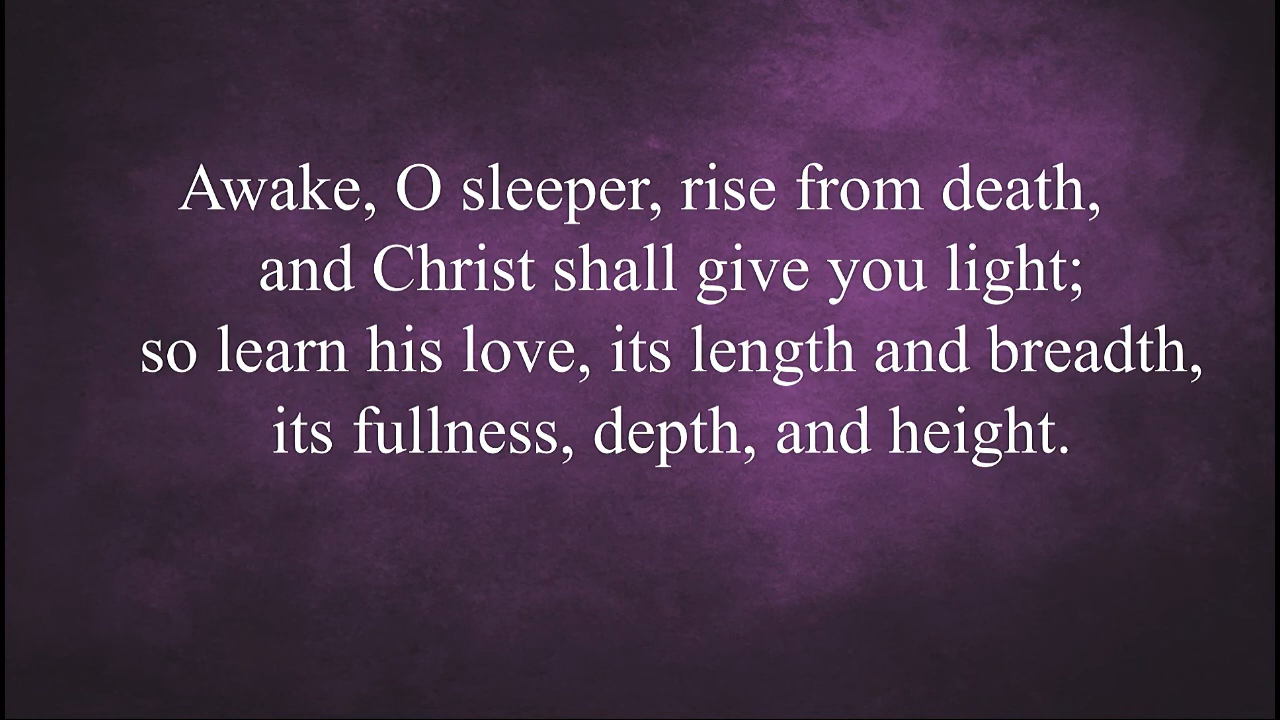 Awake, O sleeper, rise from death,
and Christ shall give you light;
so learn his love, its length and breadth,
its fullness, depth, and height.